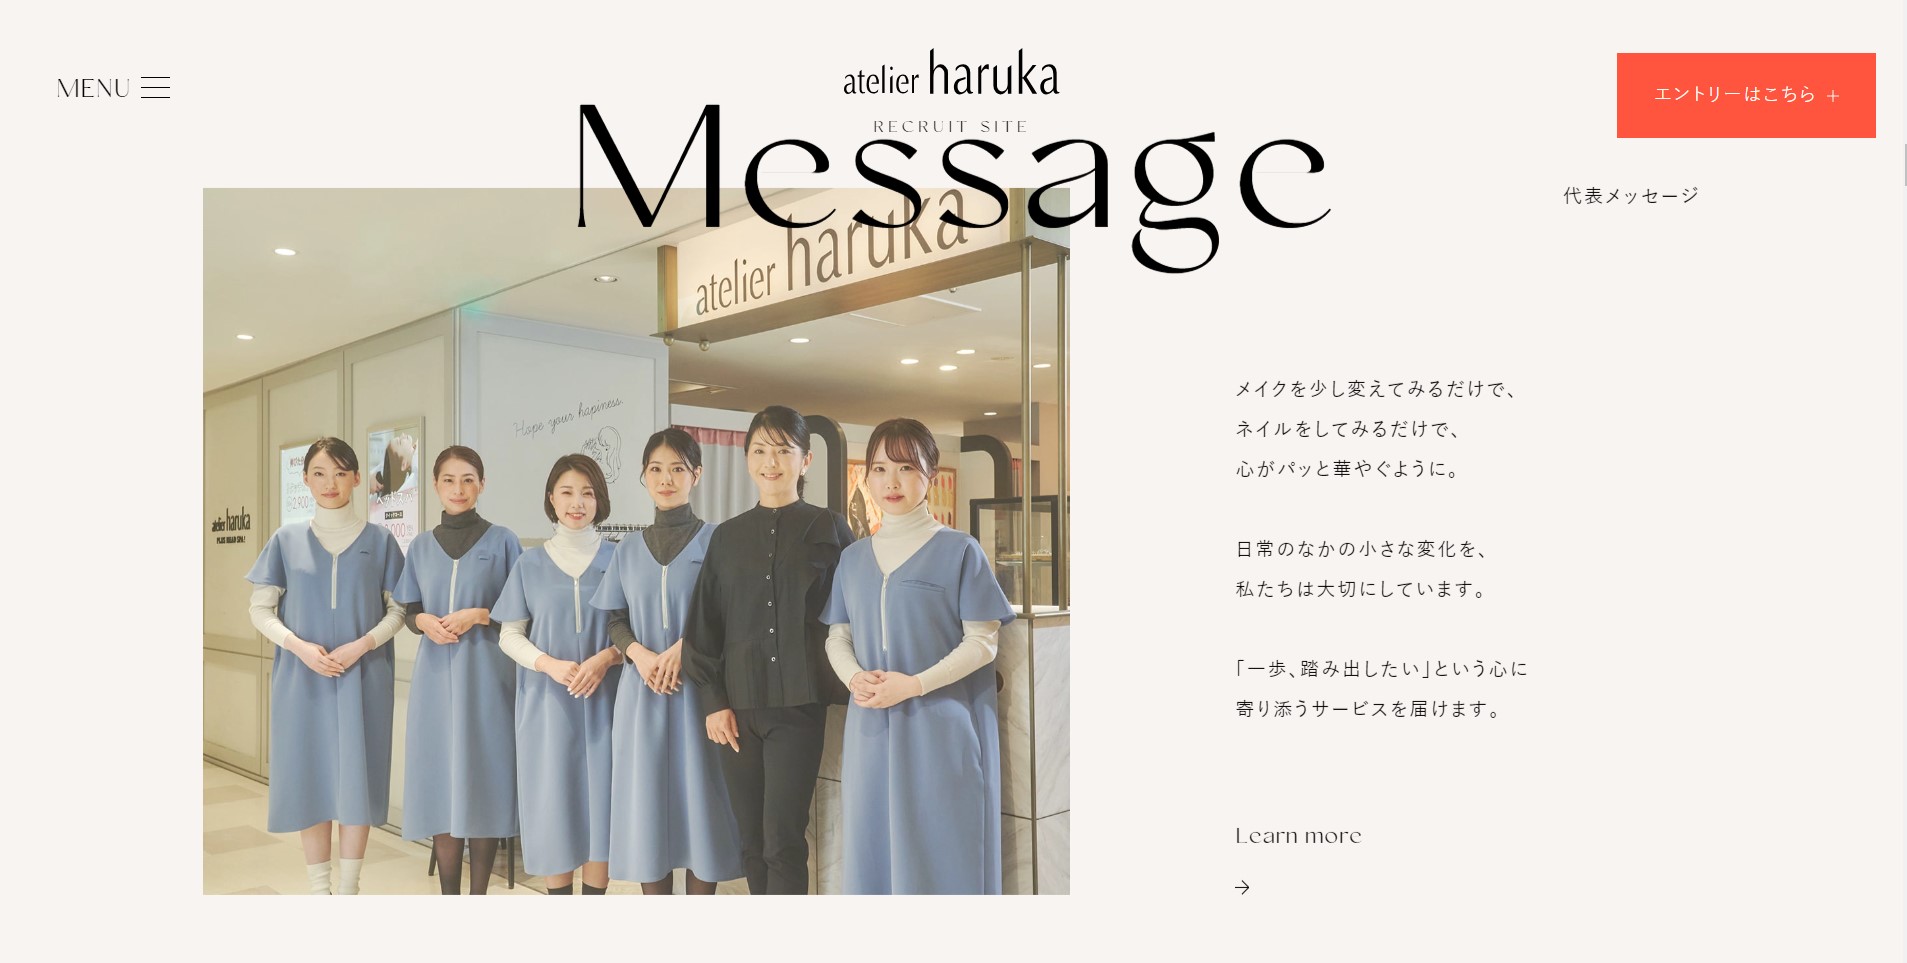 MENU
atelier haruka
RECRUIT SITE
エントリーはこちら +
Message
代表メッセージ
atelier haruka
Hope your hapiness.
atelier haruka
PLUS HEAD SPA!
メイクを少し変えてみるだけで、
ネイルをしてみるだけで、
心がパッと華やぐように。
日常のなかの小さな変化を、
私たちは大切にしています。
「一歩、踏み出したい」という心に
寄り添うサービスを届けます。
Learn more